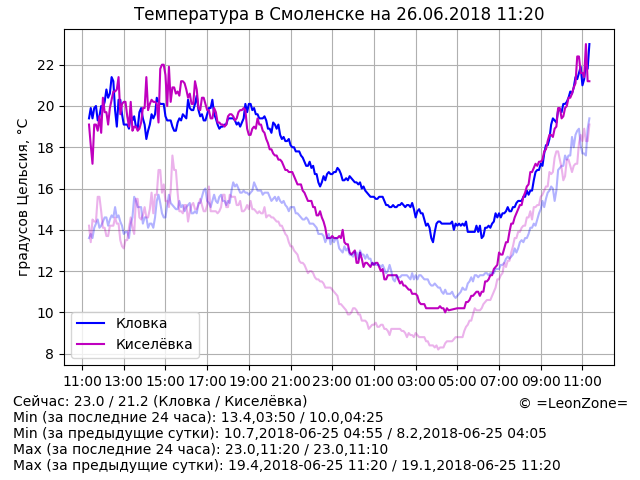 Температура в Смоленске на 26.06.2018 11:20
градусов Цельсия, °C
22
20
18
16
14
12
10
8
Кловка
Киселёвка
11:00 13:00 15:00 17:00 19:00 21:00 23:00 01:00 03:00 05:00 07:00 09:00 11:00
Сейчас: 23.0 / 21.2 (Кловка / Киселёвка)
© =LeonZone=
Min (за последние 24 часа): 13.4,03:50 / 10.0,04:25
Min (за предыдущие сутки): 10.7,2018-06-25 04:55 / 8.2,2018-06-25 04:05
Max (за последние 24 часа): 23.0,11:20 / 23.0,11:10
Max (за предыдущие сутки): 19.4,2018-06-25 11:20 / 19.1,2018-06-25 11:20